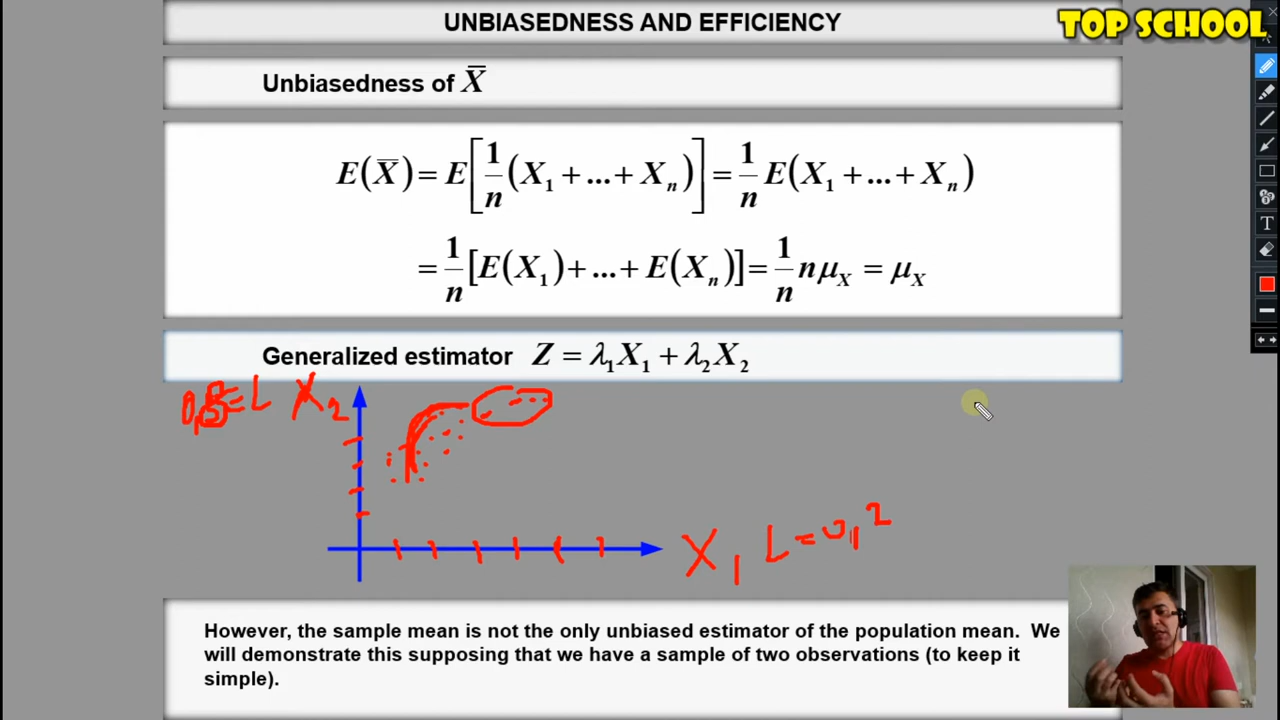 UNBIASEDNESS AND EFFICIENCY
TOP SCHOOL
Unbiasedness of X̅
E(X̅) = E[1/n (X₁ + ... + Xₙ)] = 1/n E(X₁ + ... + Xₙ)
= 1/n [E(X₁) + ... + E(Xₙ)] = 1/n nμ_X = μ_X
Generalized estimator Z = λ₁X₁ + λ₂X₂
=L X₂
X₁ L=0,2
However, the sample mean is not the only unbiased estimator of the population mean. We
will demonstrate this supposing that we have a sample of two observations (to keep it
simple).